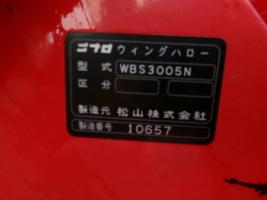 ニプロ ウイングハロー
型式 WBS3005N
区分
製造元 松山株式会社
製造番号 10657